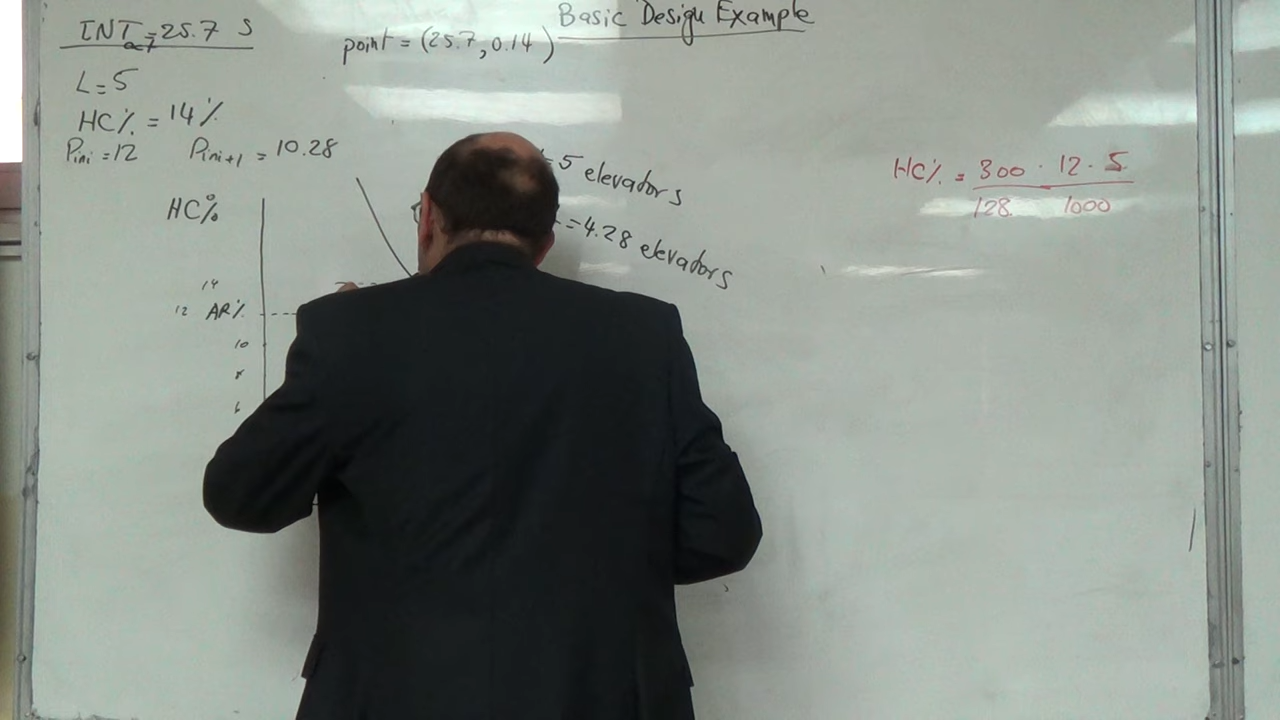 Basic Design Example
INT = 25.7 S
point = (25.7, 0.14)
L = 5
HC% = 14%
Pini = 12 Pini+1 = 10.28
= 5 elevators
= 4.28 elevators
HC%
14
12 AR%
10
8
6
HC% = 300 · 12 · 5
128 1000